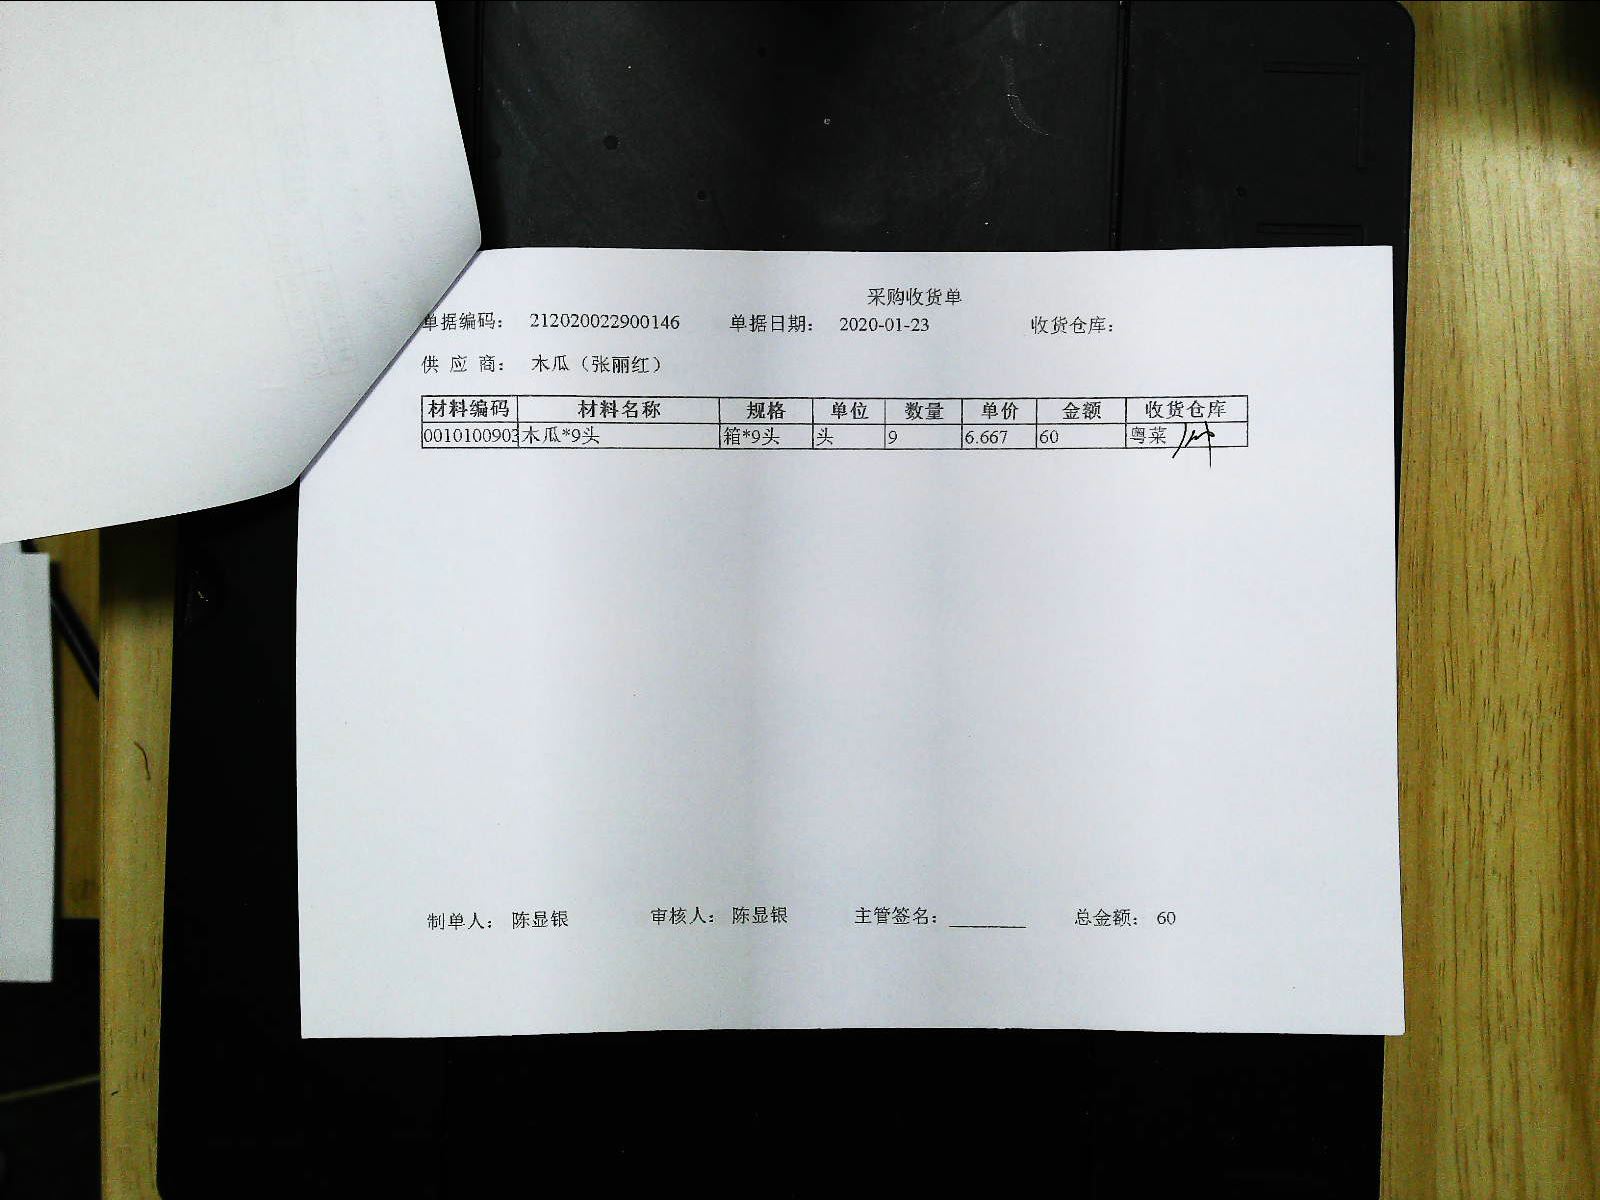 采购收货单
单据编码： 212020022900146 单据日期： 2020-01-23 收货仓库：
供 应 商： 木瓜（张丽红）
材料编码 材料名称 规格 单位 数量 单价 金额 收货仓库
0010100903 木瓜*9头 箱*9头 头 9 6.667 60 粤菜
制单人： 陈显银 审核人： 陈显银 主管签名： 总金额： 60